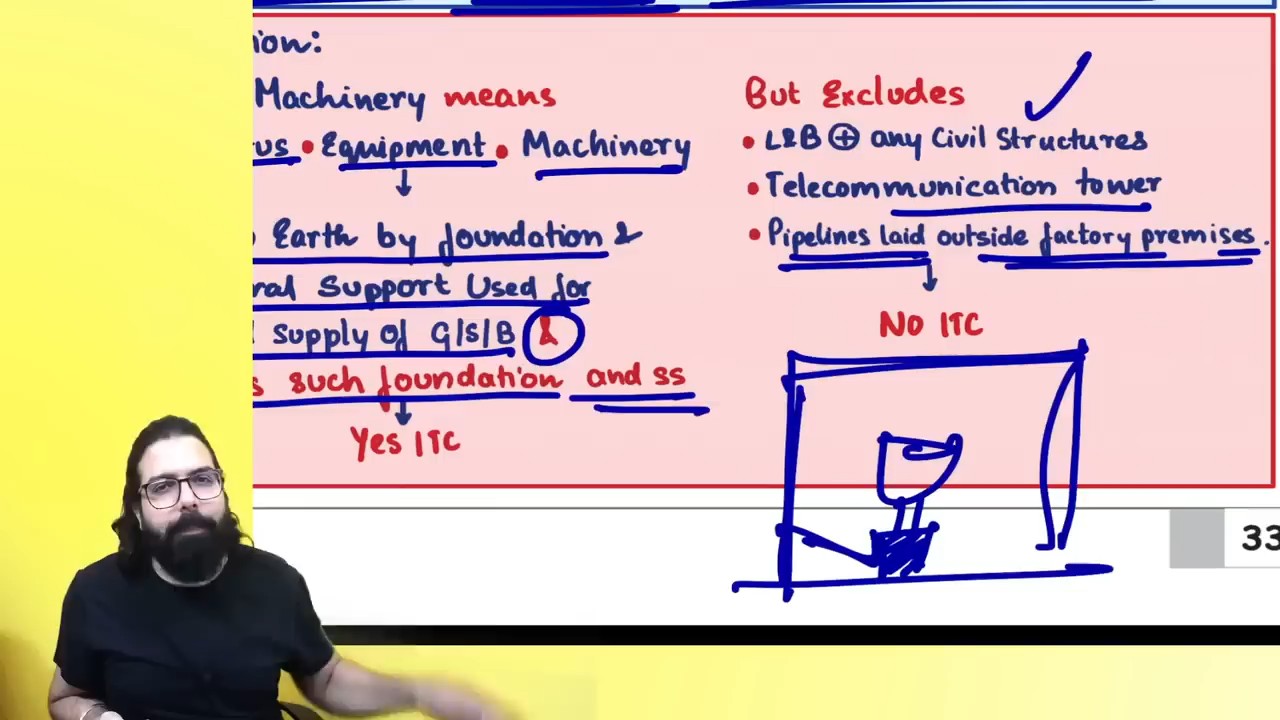 ion:
Machinery means
us • Equipment • Machinery
Earth by foundation &
ral Support Used for
Supply of G/S/B &
s such foundation and ss
Yes ITC
But Excludes
• L&B ⊕ any Civil Structures
• Telecommunication tower
• Pipelines laid outside factory premises.
No ITC
33